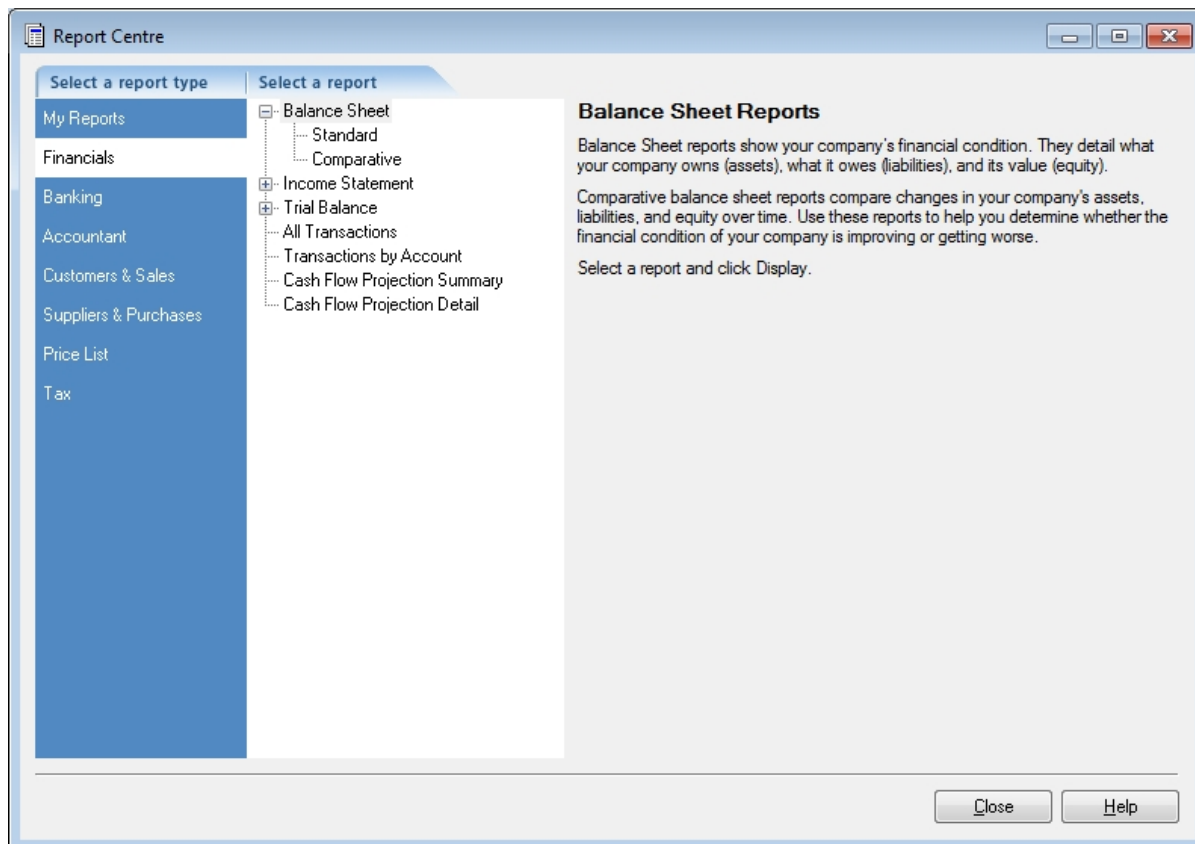 Report Centre
Select a report type
Select a report
My Reports
Financials
Banking
Accountant
Customers & Sales
Suppliers & Purchases
Price List
Tax
Balance Sheet
Standard
Comparative
Income Statement
Trial Balance
All Transactions
Transactions by Account
Cash Flow Projection Summary
Cash Flow Projection Detail
Balance Sheet Reports
Balance Sheet reports show your company's financial condition. They detail what
your company owns (assets), what it owes (liabilities), and its value (equity).
Comparative balance sheet reports compare changes in your company's assets,
liabilities, and equity over time. Use these reports to help you determine whether the
financial condition of your company is improving or getting worse.
Select a report and click Display.
Close
Help